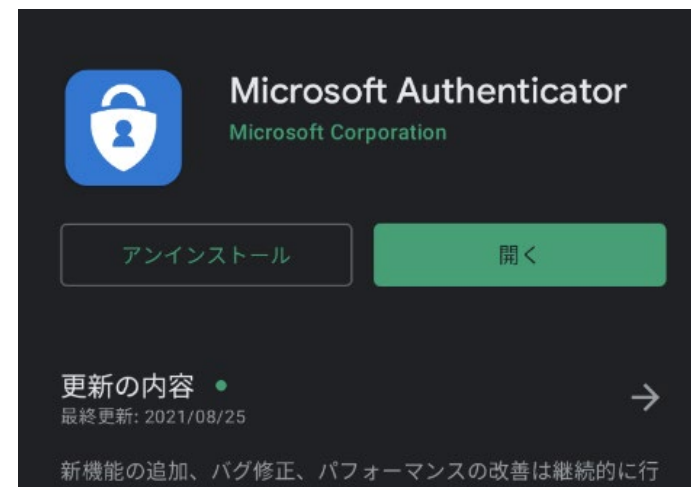 Microsoft Authenticator
Microsoft Corporation
アンインストール
開く
更新の内容
最終更新: 2021/08/25
新機能の追加、バグ修正、パフォーマンスの改善は継続的に行